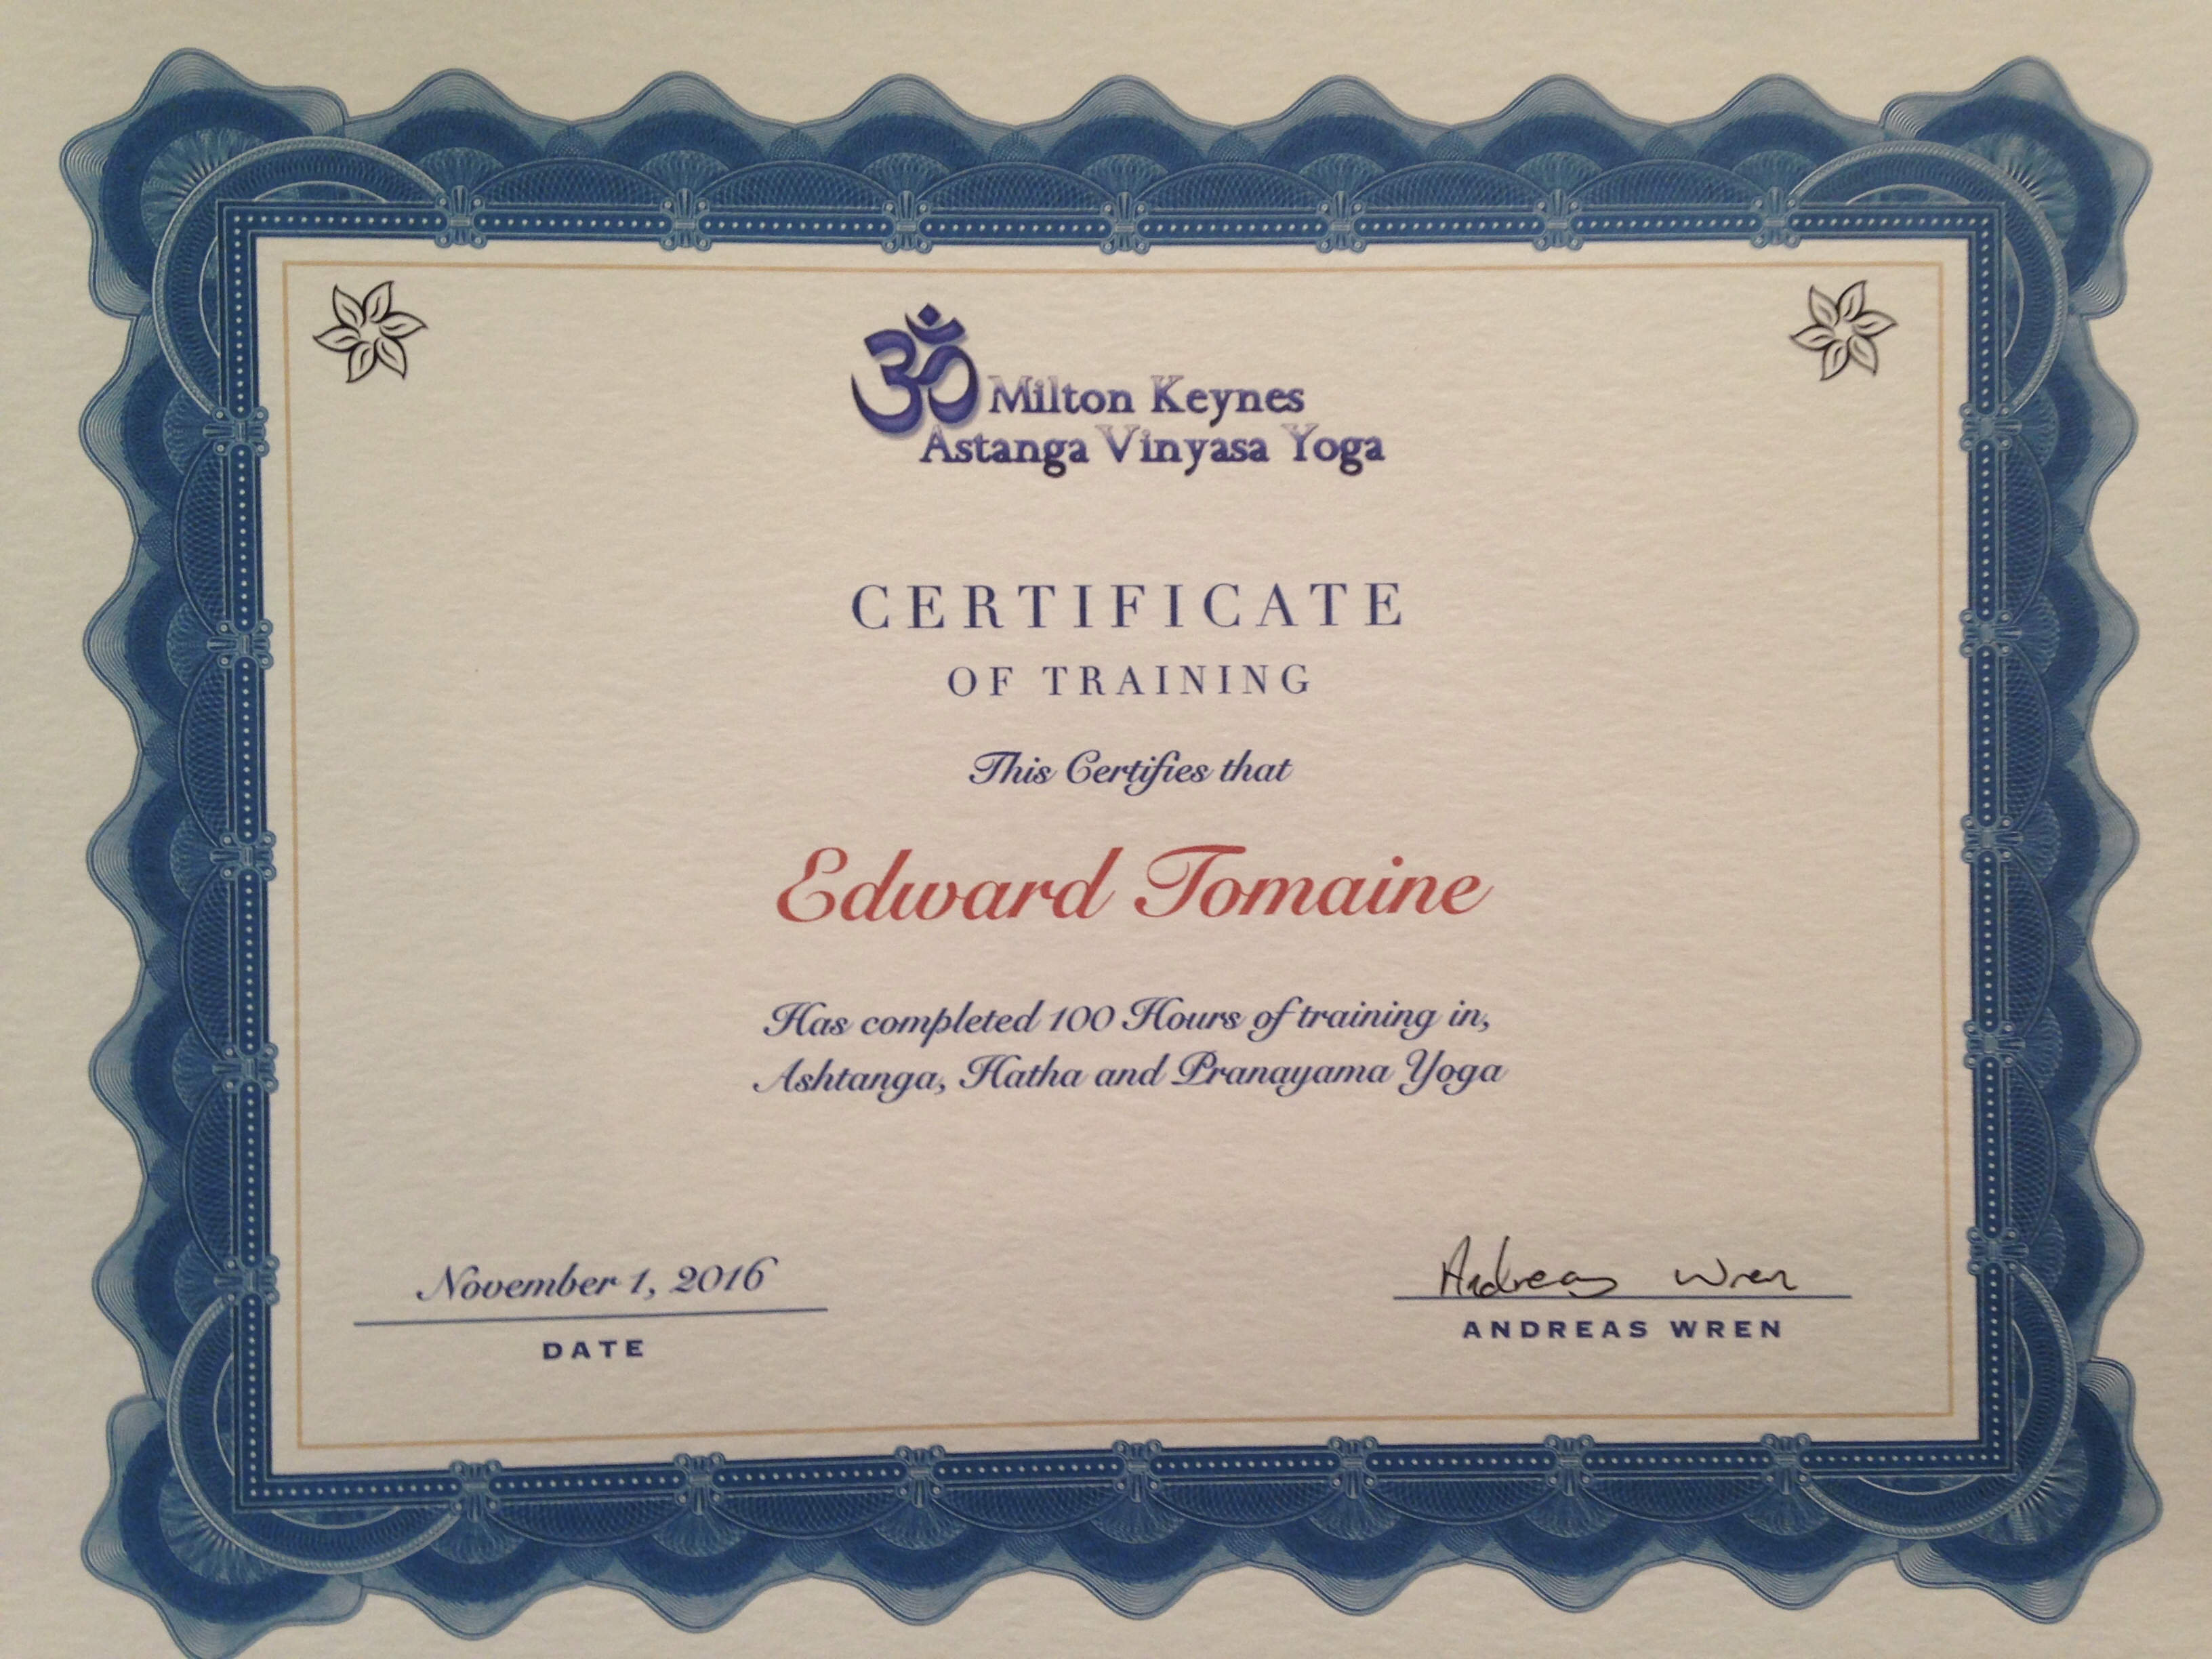 ॐ
Milton Keynes
Astanga Vinyasa Yoga
CERTIFICATE
OF TRAINING
This Certifies that
Edward Tomaine
Has completed 100 Hours of training in,
Ashtanga, Hatha and Pranayama Yoga
November 1, 2016
DATE
Andreas Wren
ANDREAS WREN